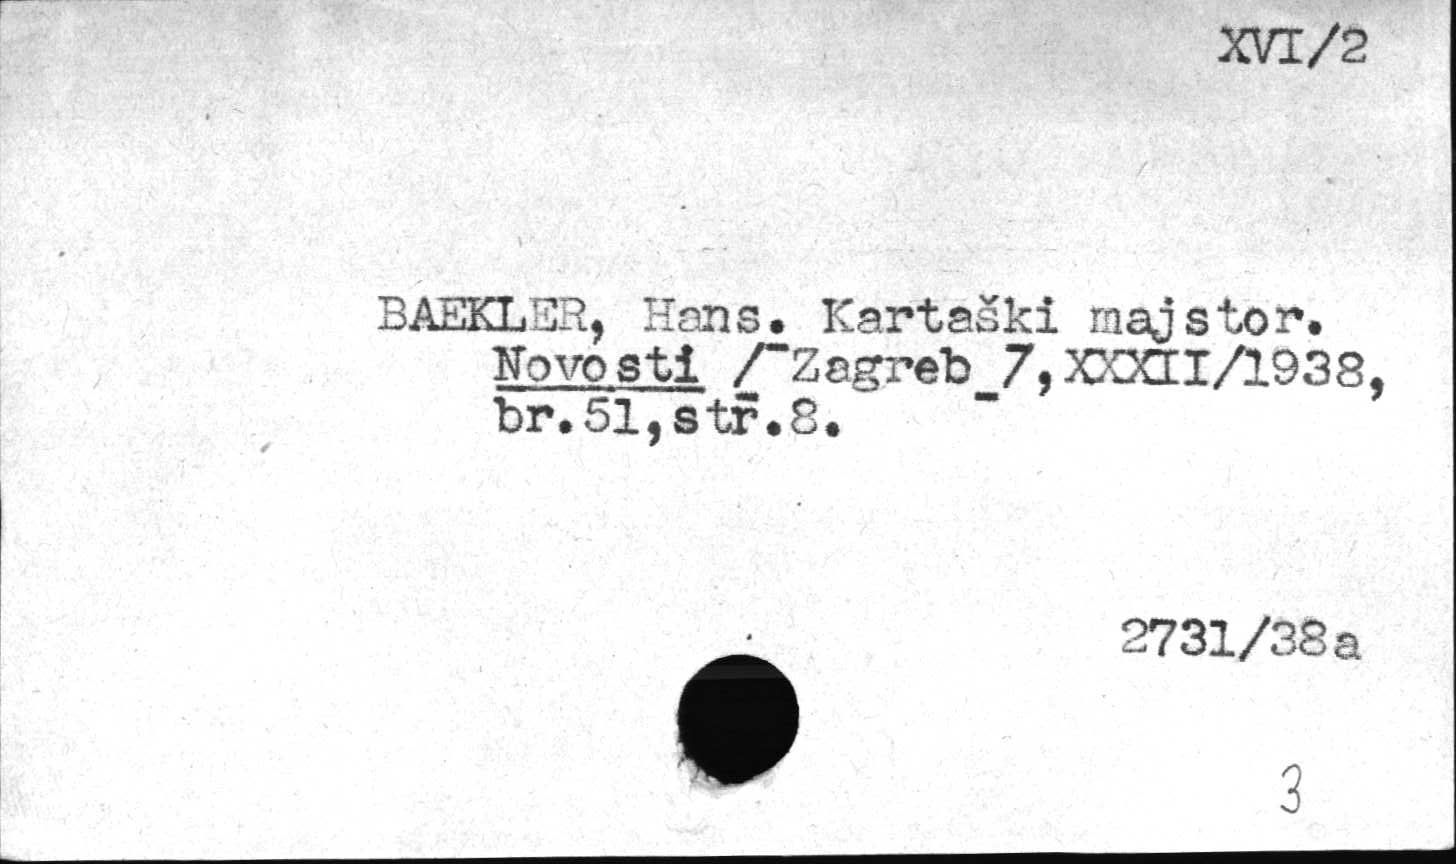 XVI/2
BAEKLER, Hans. Kartaški majstor.
Novosti /‾Zagreb_7,XXXII/1938,
br.51,str.8.
2731/38a
3